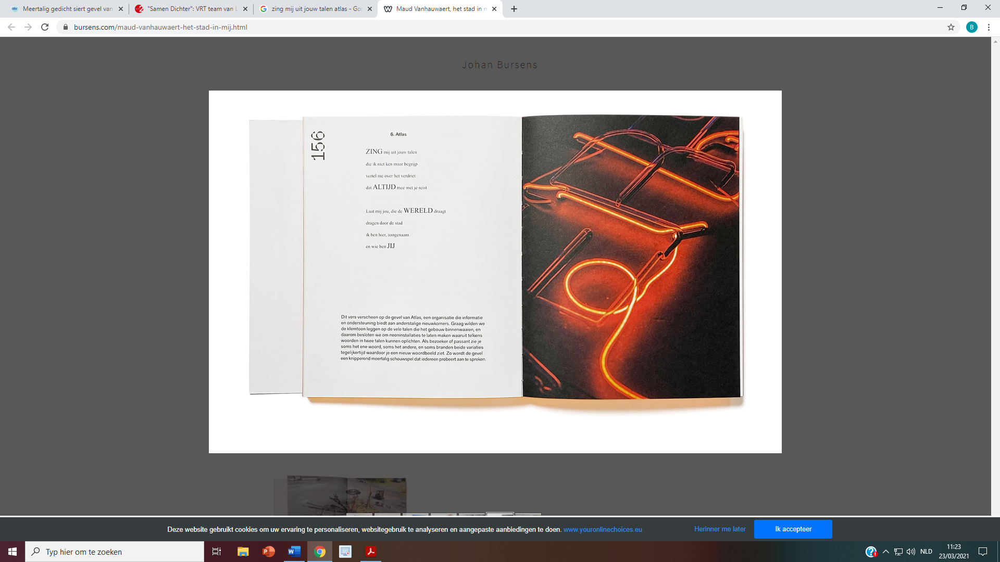 Meertalig gedicht siert gevel van
"Samen Dichter": VRT team van L
zing mij uit jouw talen atlas - Goo
Maud Vanhauwaert, het stad in m
bursens.com/maud-vanhauwaert-het-stad-in-mij.html
B
Johan Bursens
156
6. Atlas
ZING mij uit jouw talen
die ik niet ken maar begrijp
vertel me over het verdriet
dat ALTIJD mee met je reist
Laat mij jou, die de WERELD draagt
dragen door de stad
ik ben hier, aangenaam
en wie ben JIJ
Dit vers verscheen op de gevel van Atlas, een organisatie die informatie
en ondersteuning biedt aan anderstalige nieuwkomers. Graag wilden we
de klemtoon leggen op de vele talen die het gebouw binnenwaaien, en
daarom besloten we om neoninstallaties te laten maken waaruit telkens
woorden in twee talen kunnen oplichten. Als bezoeker of passant zie je
soms het ene woord, soms het andere, en soms branden beide variaties
tegelijkertijd waardoor je een nieuw woordbeeld ziet. Zo wordt de gevel
een knipperend meertalig schouwspel dat iedereen probeert aan te spreken.
Deze website gebruikt cookies om uw ervaring te personaliseren, websitegebruik te analyseren en aangepaste aanbiedingen te doen. www.youronlinechoices.eu
Herinner me later
Ik accepteer
Typ hier om te zoeken
NLD
11:23
23/03/2021